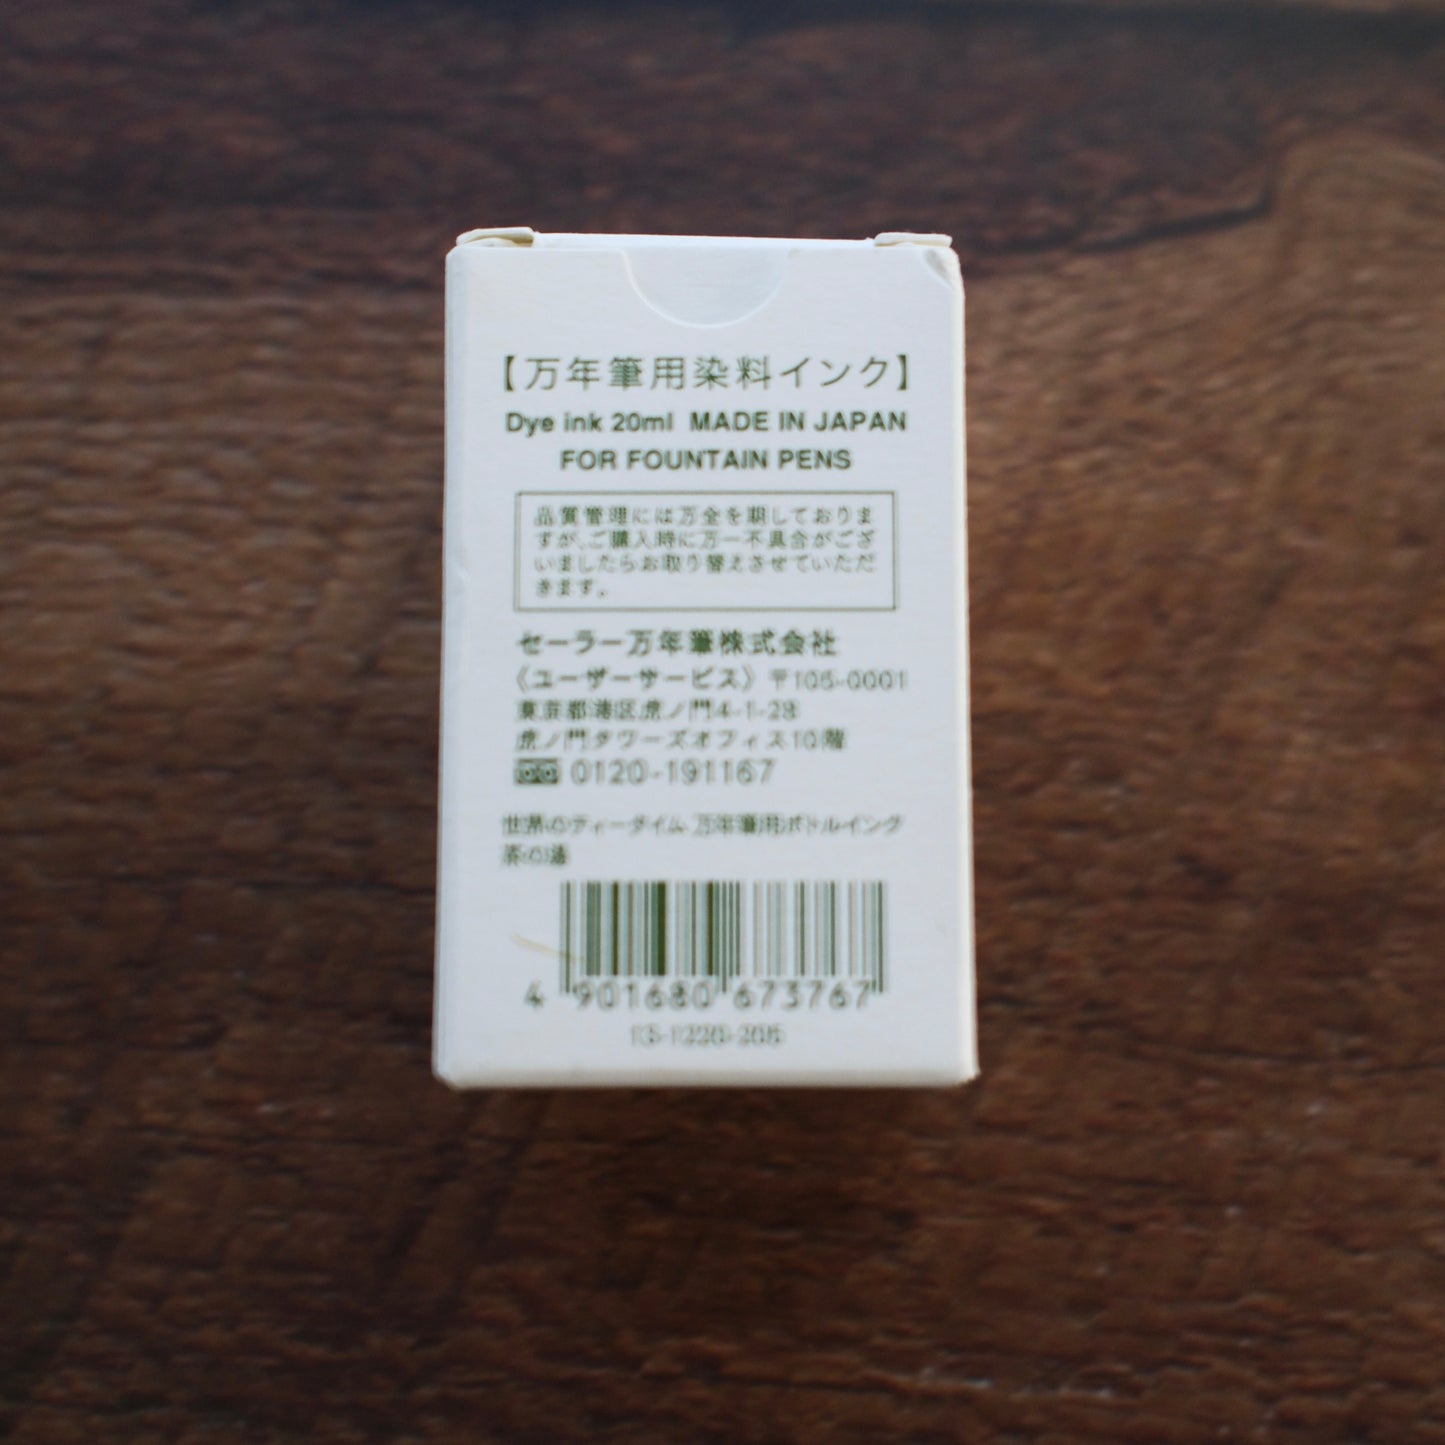 【万年筆用染料インク】
Dye ink 20ml MADE IN JAPAN
FOR FOUNTAIN PENS
品質管理には万全を期しておりま
すが、ご購入時に万一不具合がござ
いましたらお取り替えさせていただ
きます。
セーラー万年筆株式会社
〈ユーザーサービス〉〒105-0001
東京都港区虎ノ門4-1-28
虎ノ門タワーズオフィス10階
0120-191167
世界のティータイム 万年筆用ボトルインク
茶の湯
4 901680 673767
13-1220-205